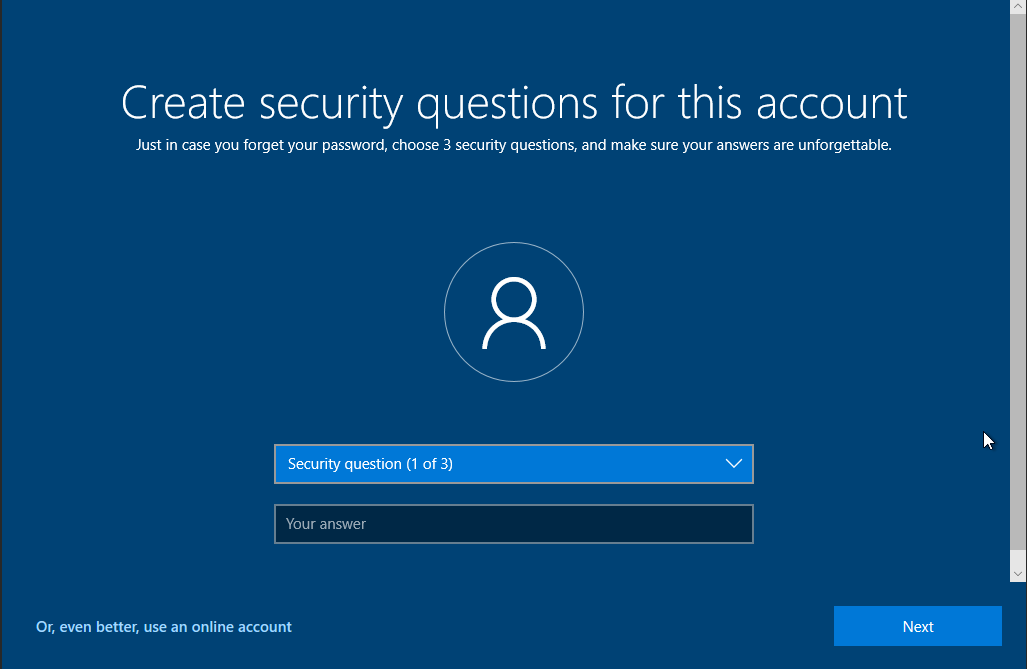 Create security questions for this account
Just in case you forget your password, choose 3 security questions, and make sure your answers are unforgettable.
Security question (1 of 3)
Your answer
Or, even better, use an online account
Next